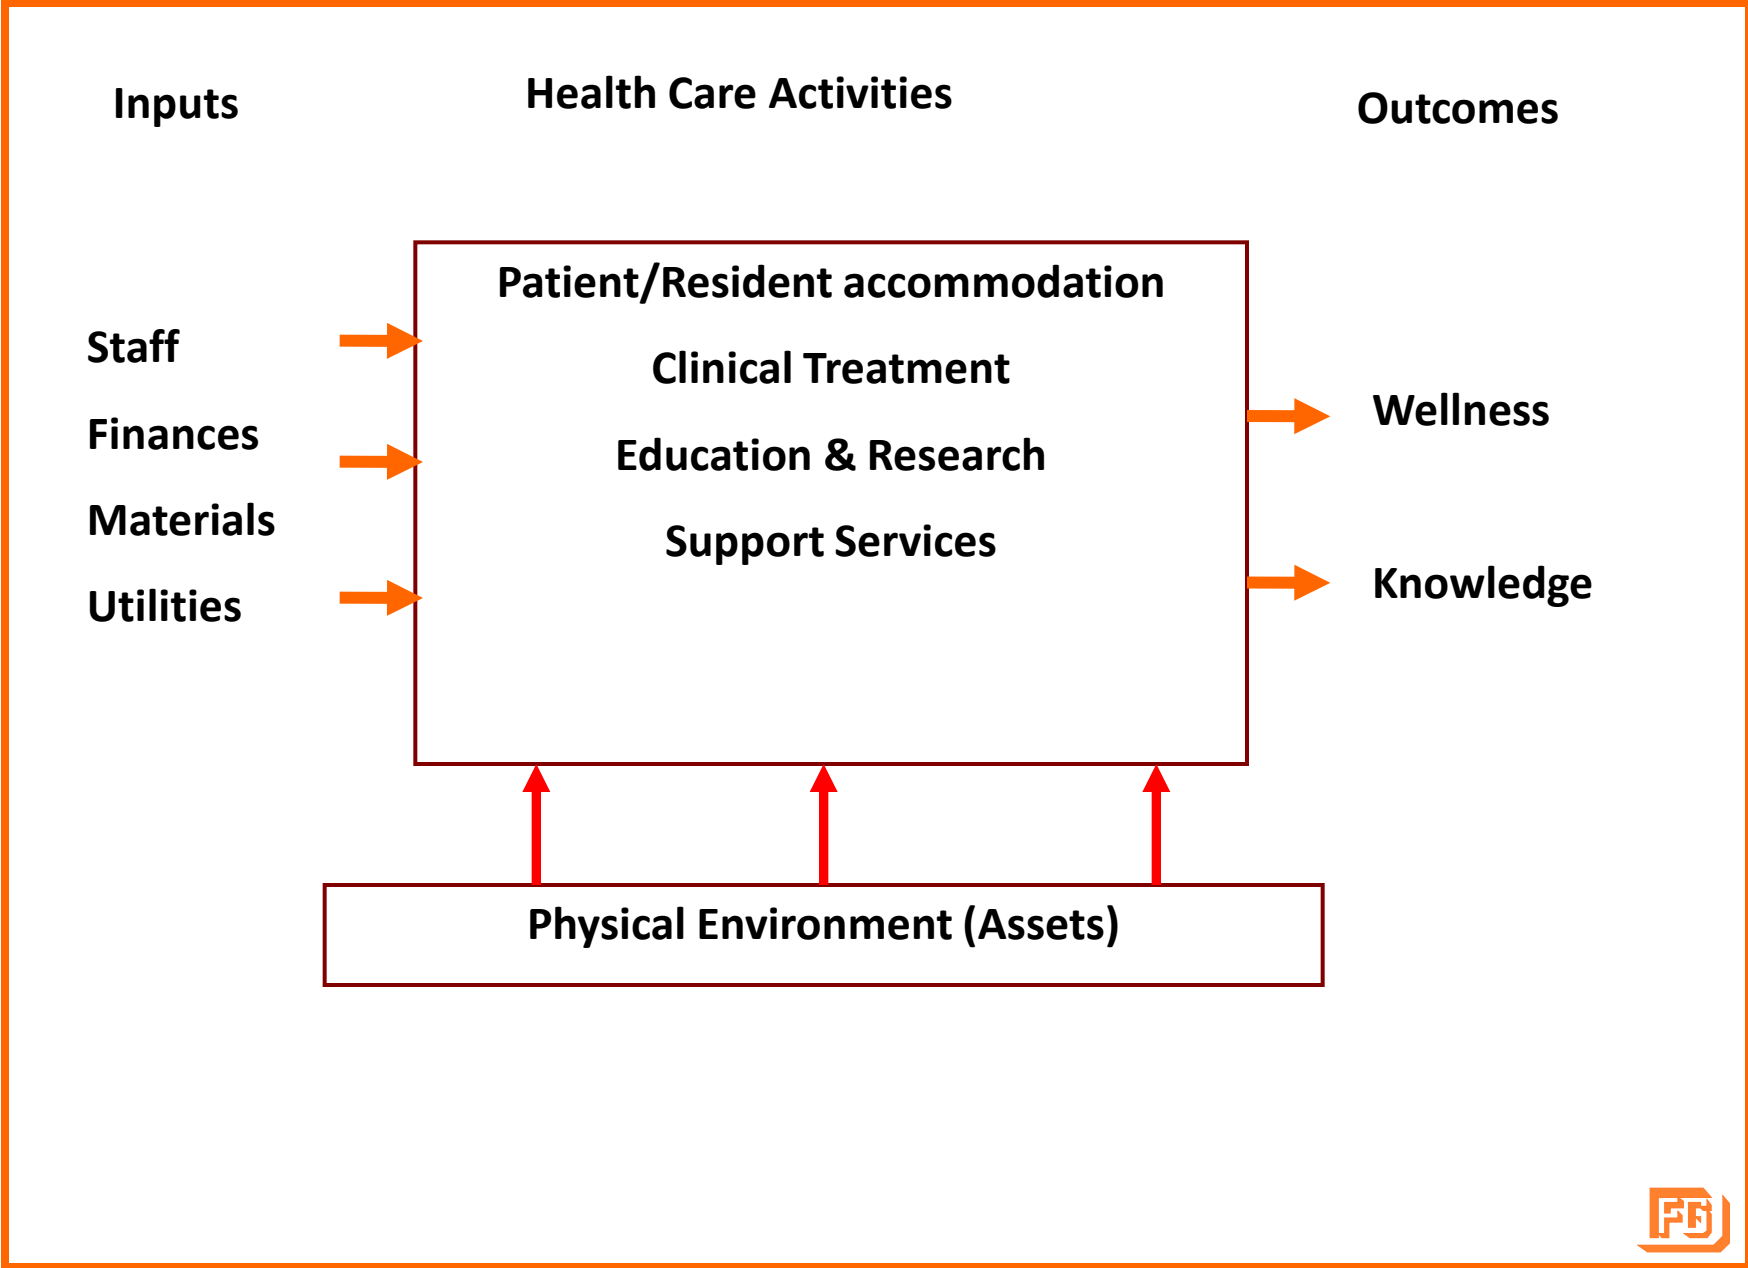 Inputs
Health Care Activities
Outcomes
Staff
Finances
Materials
Utilities
Patient/Resident accommodation
Clinical Treatment
Education & Research
Support Services
Wellness
Knowledge
Physical Environment (Assets)